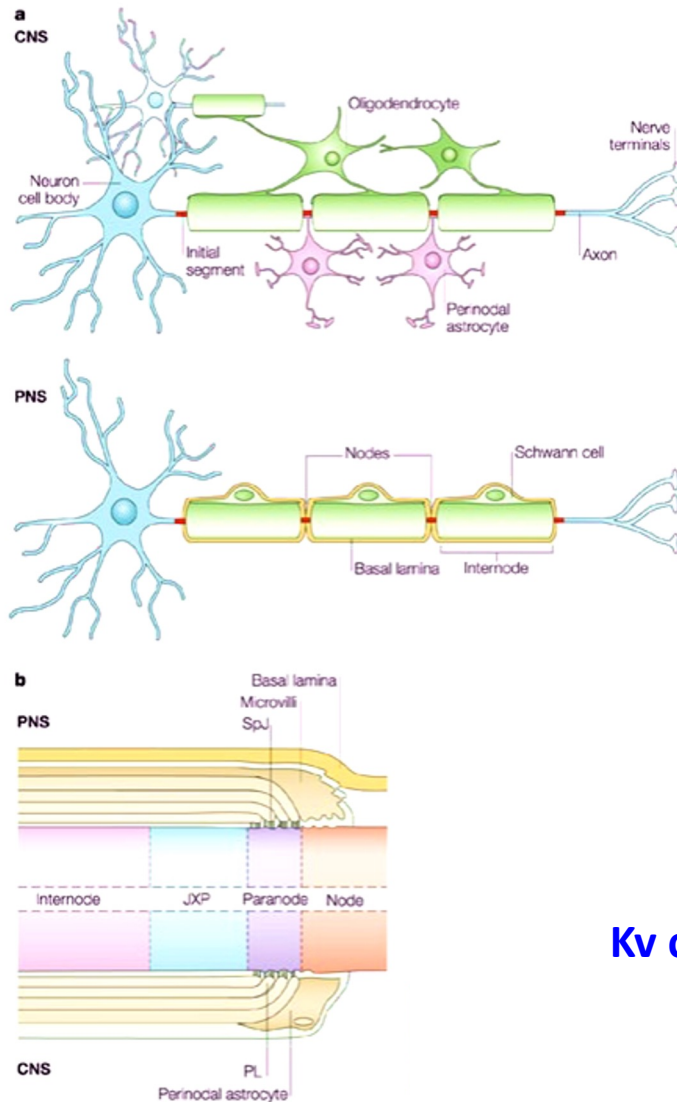 a
CNS
Oligodendrocyte
Nerve
terminals
Neuron
cell body
Initial
segment
Axon
Perinodal
astrocyte
PNS
Nodes
Schwann cell
Basal lamina
Internode
b
Basal lamina
Microvilli
PNS
SpJ
Internode
JXP
Paranode
Node
Kv
CNS
PL
Perinodal astrocyte